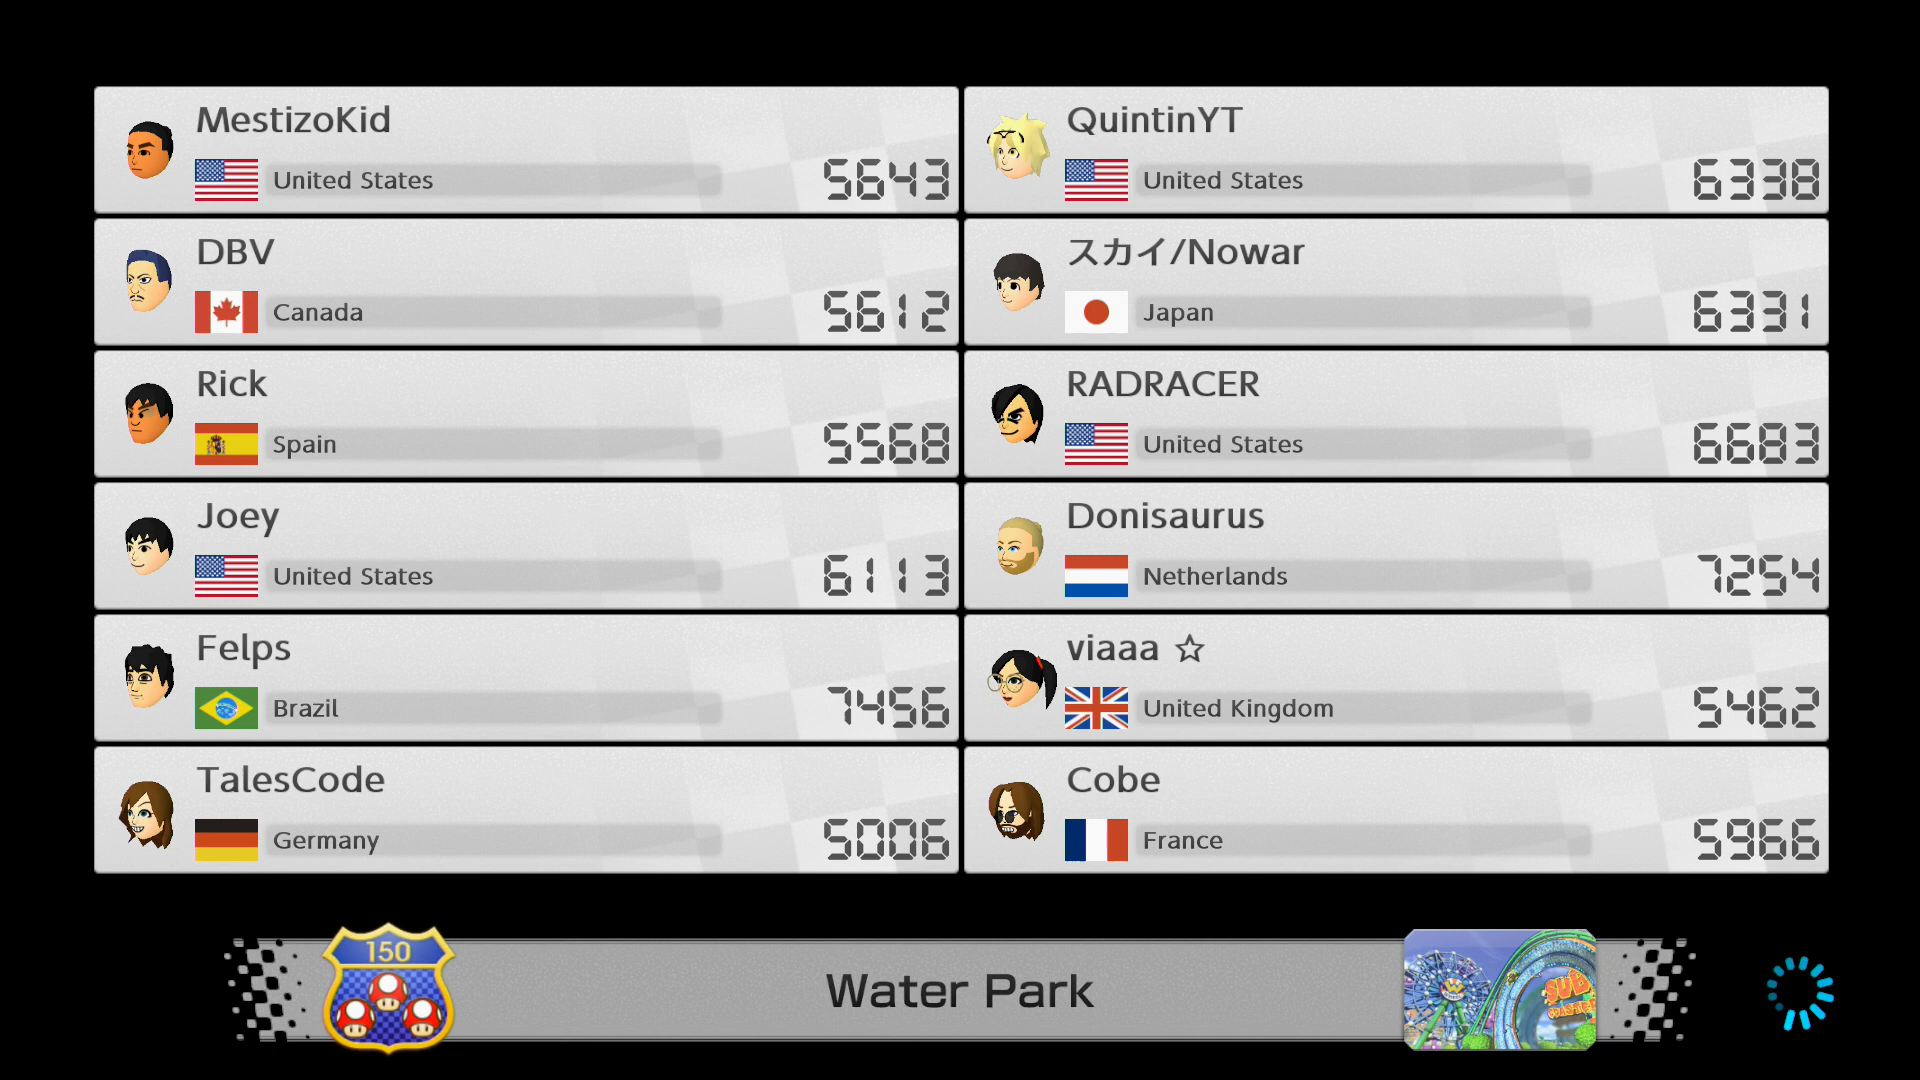 MestizoKid
United States
5643
QuintinYT
United States
6338
DBV
Canada
5612
スカイ/Nowar
Japan
6331
Rick
Spain
5568
RADRACER
United States
6683
Joey
United States
6113
Donisaurus
Netherlands
7254
Felps
Brazil
7456
viaaa ☆
United Kingdom
5462
TalesCode
Germany
5006
Cobe
France
5966
150
Water Park
SUB
COASTER